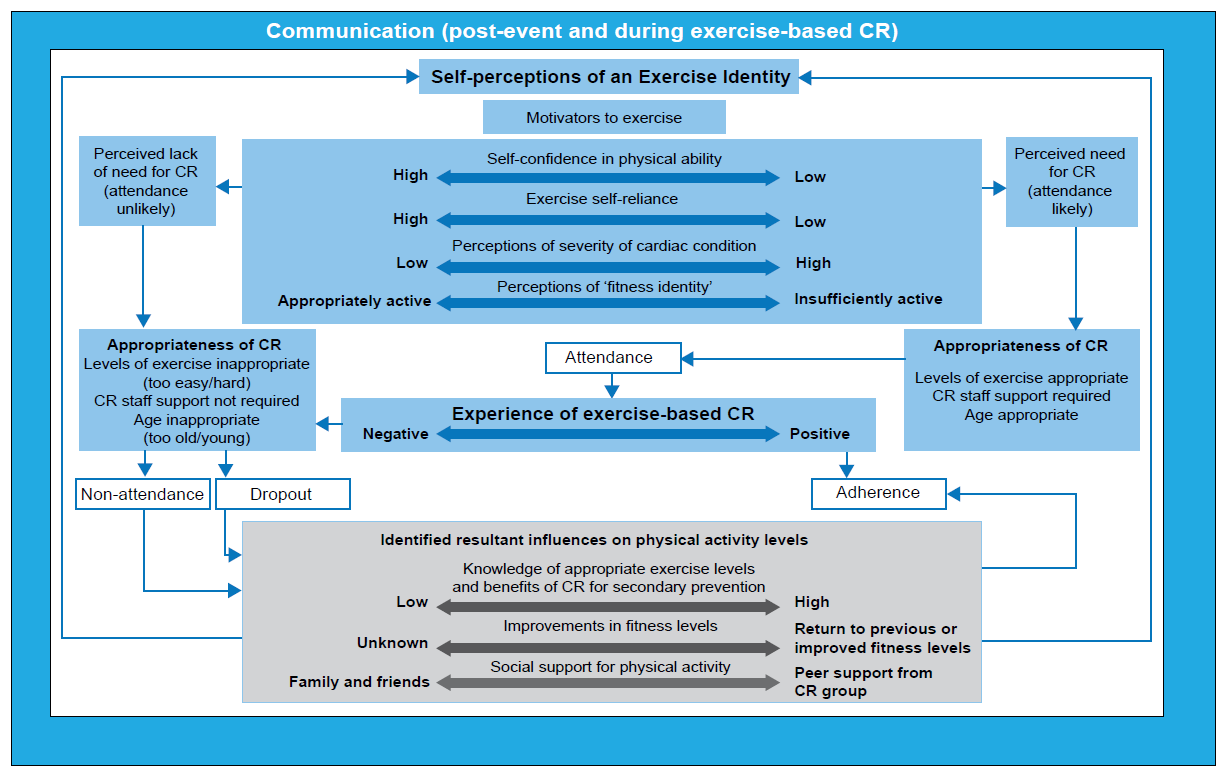 Communication (post-event and during exercise-based CR)
Self-perceptions of an Exercise Identity
Motivators to exercise
Perceived lack
of need for CR
(attendance
unlikely)
Self-confidence in physical ability
High
Low
Exercise self-reliance
High
Low
Perceptions of severity of cardiac condition
Low
High
Perceptions of ‘fitness identity’
Appropriately active
Insufficiently active
Perceived need
for CR
(attendance
likely)
Appropriateness of CR
Levels of exercise inappropriate
(too easy/hard)
CR staff support not required
Age inappropriate
(too old/young)
Attendance
Appropriateness of CR
Levels of exercise appropriate
CR staff support required
Age appropriate
Experience of exercise-based CR
Negative
Positive
Non-attendance
Dropout
Adherence
Identified resultant influences on physical activity levels
Knowledge of appropriate exercise levels
and benefits of CR for secondary prevention
Low
High
Improvements in fitness levels
Unknown
Return to previous or
improved fitness levels
Social support for physical activity
Family and friends
Peer support from
CR group